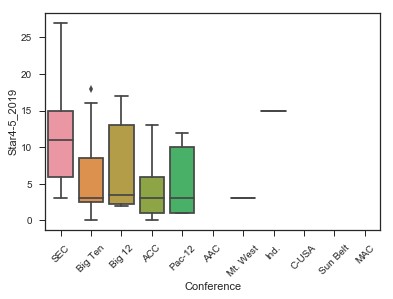 Star4-5_2019
25
20
15
10
5
0
SEC
Big Ten
Big 12
ACC
Pac-12
AAC
Mt. West
Ind.
C-USA
Sun Belt
MAC
Conference